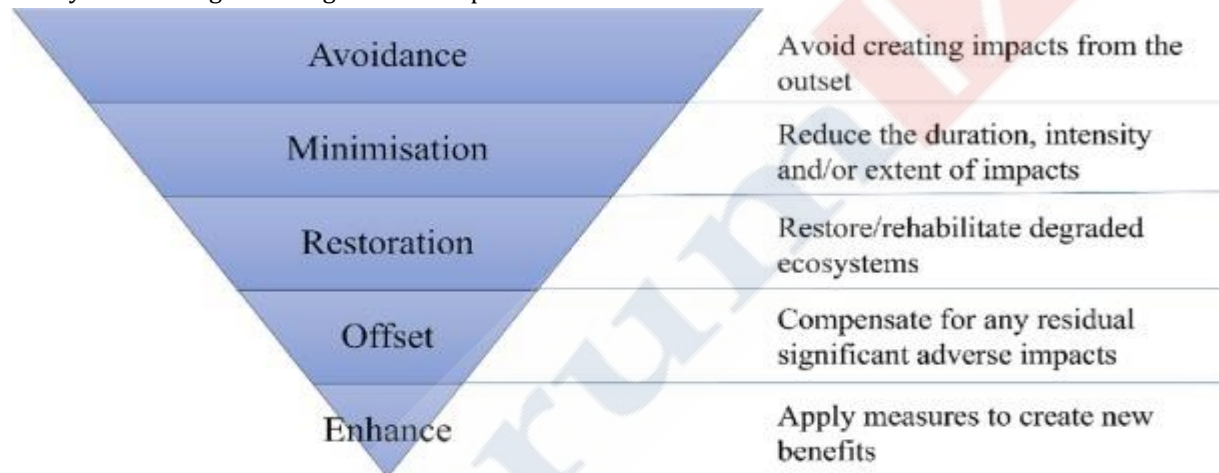 Avoidance
Avoid creating impacts from the
outset
Minimisation
Reduce the duration, intensity
and/or extent of impacts
Restoration
Restore/rehabilitate degraded
ecosystems
Offset
Compensate for any residual
significant adverse impacts
Enhance
Apply measures to create new
benefits